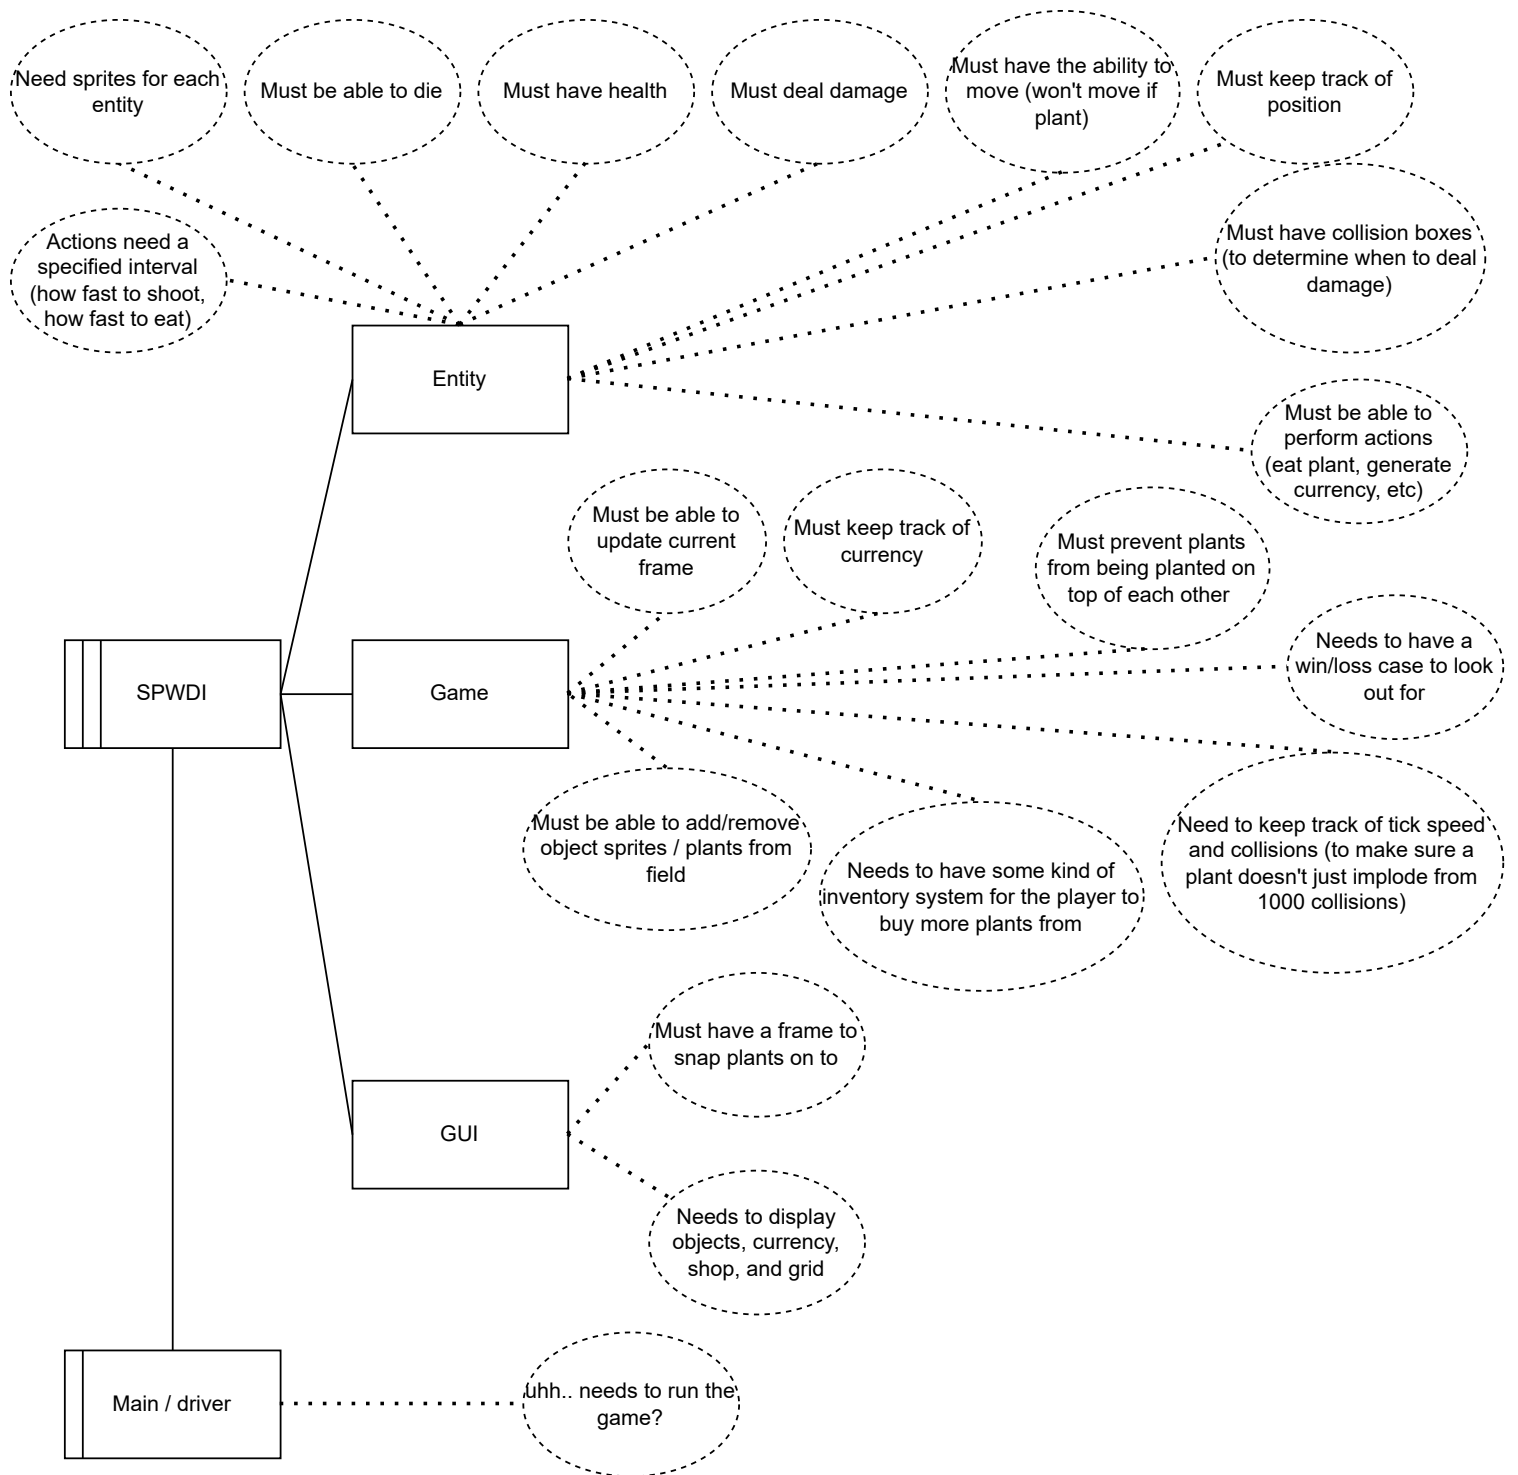 Need sprites for each
entity
Must be able to die
Must have health
Must deal damage
Must have the ability to
move (won't move if
plant)
Must keep track of
position
Actions need a
specified interval
(how fast to shoot,
how fast to eat)
Must have collision boxes
(to determine when to deal
damage)
Entity
Must be able to
perform actions
(eat plant, generate
currency, etc)
Must be able to
update current
frame
Must keep track of
currency
Must prevent plants
from being planted on
top of each other
Needs to have a
win/loss case to look
out for
SPWDI
Game
Must be able to add/remove
object sprites / plants from
field
Needs to have some kind of
inventory system for the player to
buy more plants from
Need to keep track of tick speed
and collisions (to make sure a
plant doesn't just implode from
1000 collisions)
Must have a frame to
snap plants on to
GUI
Needs to display
objects, currency,
shop, and grid
Main / driver
uhh.. needs to run the
game?